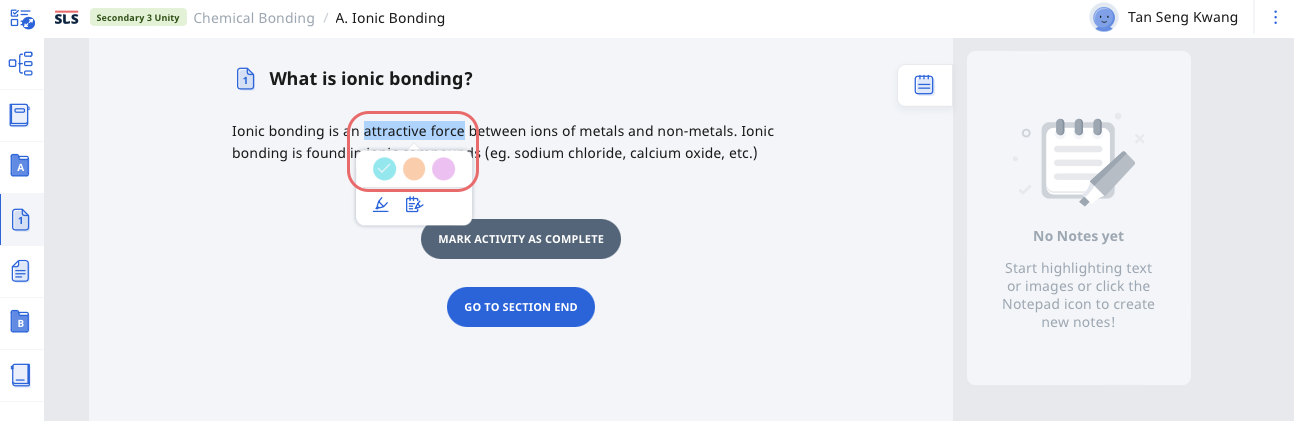 SLS Secondary 3 Unity Chemical Bonding / A. Ionic Bonding Tan Seng Kwang
A
1
B
1 What is ionic bonding?
Ionic bonding is an attractive force between ions of metals and non-metals. Ionic
bonding is found in (eg. sodium chloride, calcium oxide, etc.)
MARK ACTIVITY AS COMPLETE
GO TO SECTION END
No Notes yet
Start highlighting text
or images or click the
Notepad icon to create
new notes!